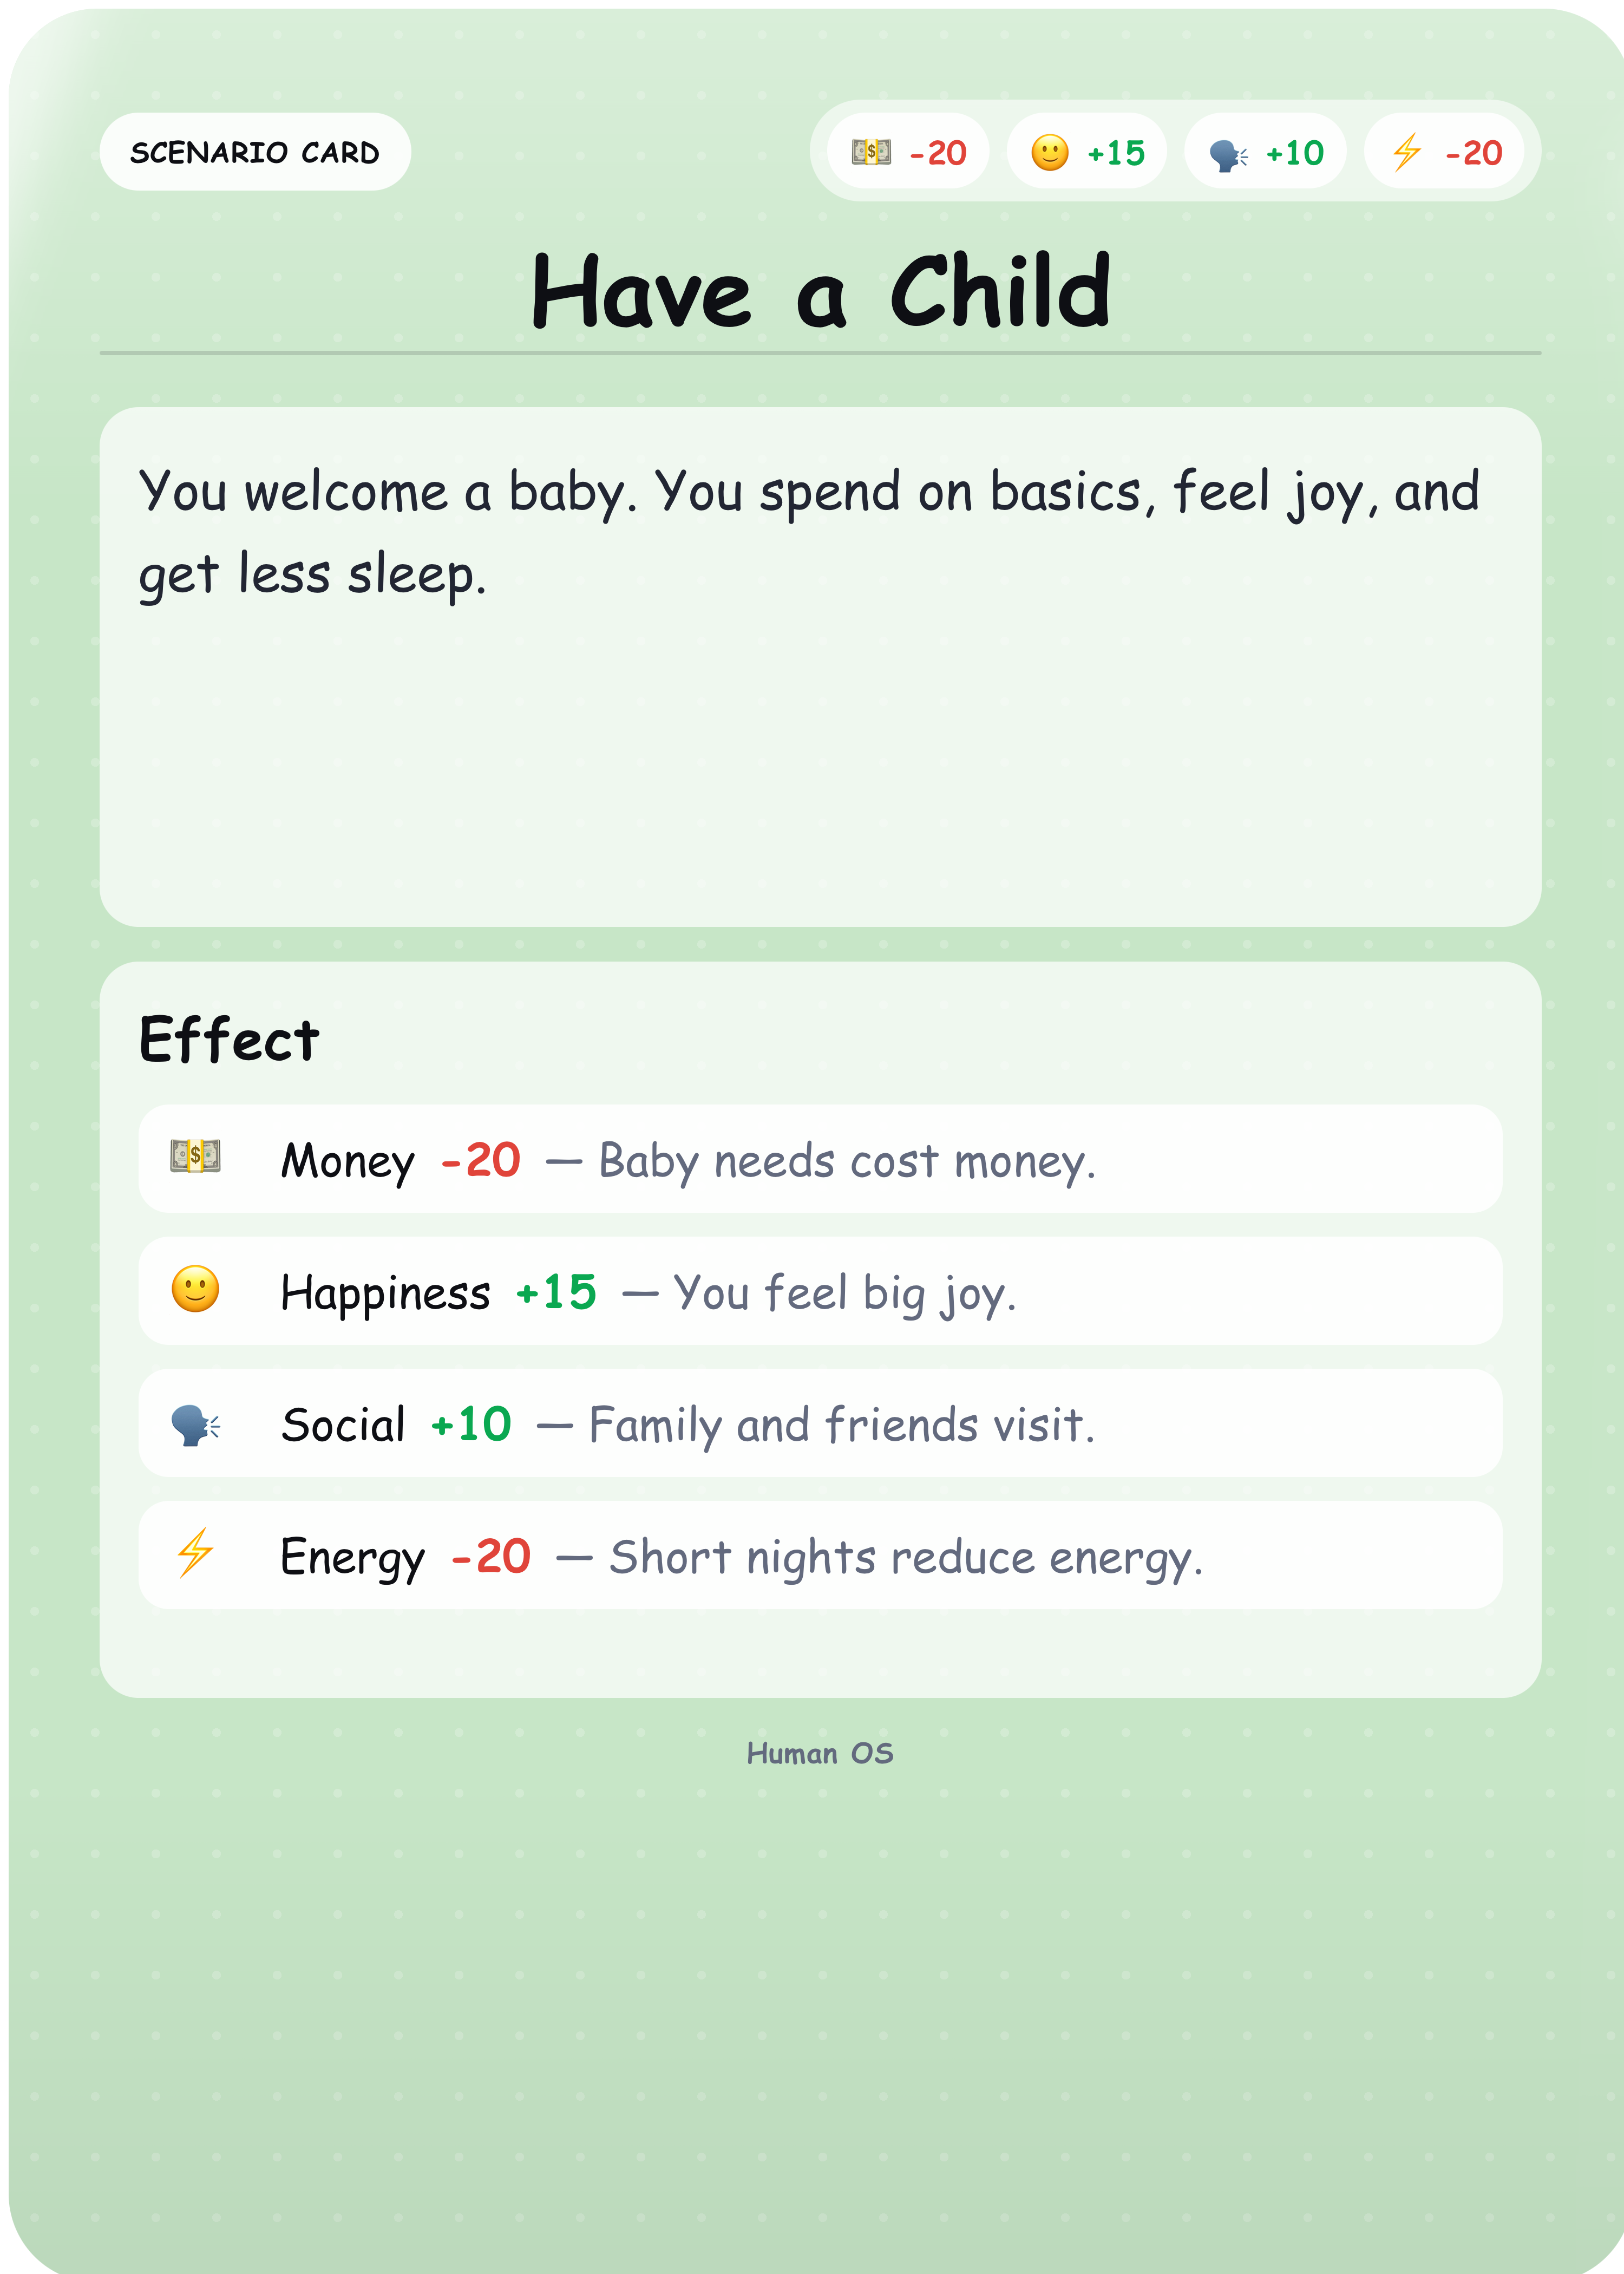 SCENARIO CARD
-20 +15 +10 -20
Have a Child
You welcome a baby. You spend on basics, feel joy, and
get less sleep.
Effect
Money -20 — Baby needs cost money.
Happiness +15 — You feel big joy.
Social +10 — Family and friends visit.
Energy -20 — Short nights reduce energy.
Human OS